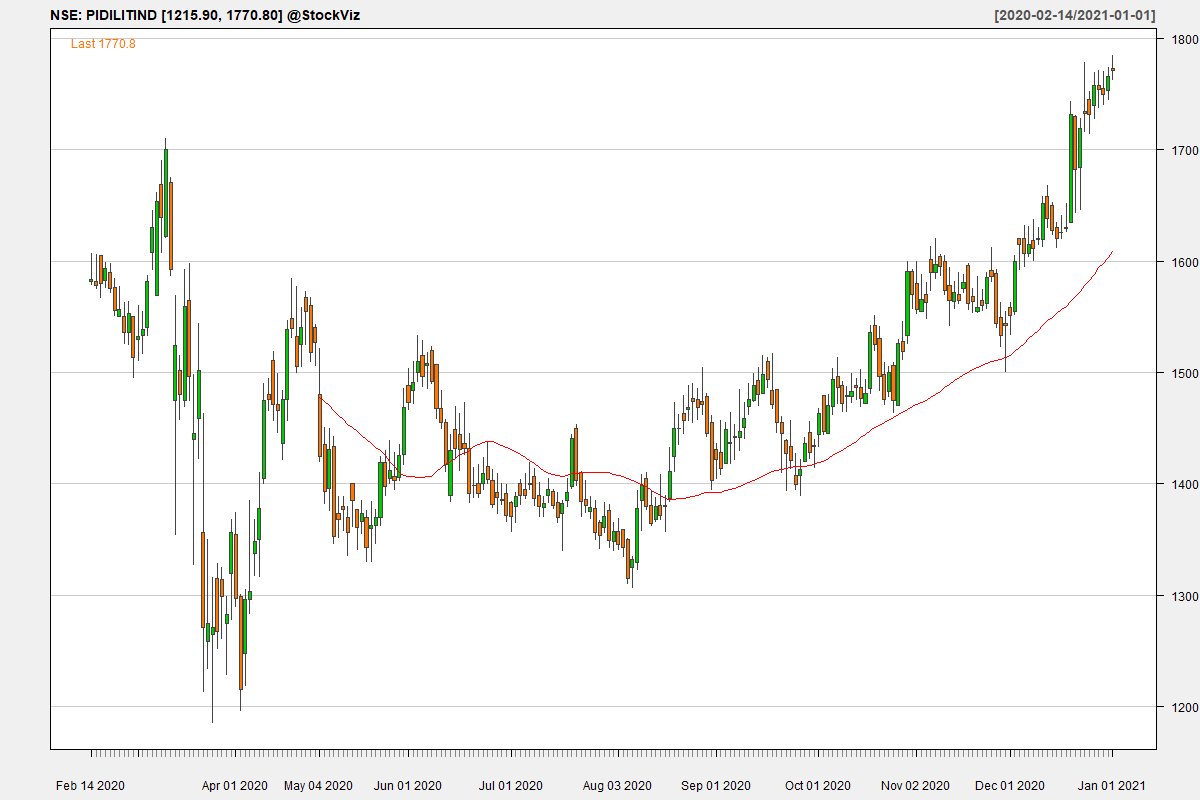 NSE: PIDILITIND [1215.90, 1770.80] @StockViz
[2020-02-14/2021-01-01]
Last 1770.8
1800
1700
1600
1500
1400
1300
1200
Feb 14 2020
Apr 01 2020
May 04 2020
Jun 01 2020
Jul 01 2020
Aug 03 2020
Sep 01 2020
Oct 01 2020
Nov 02 2020
Dec 01 2020
Jan 01 2021